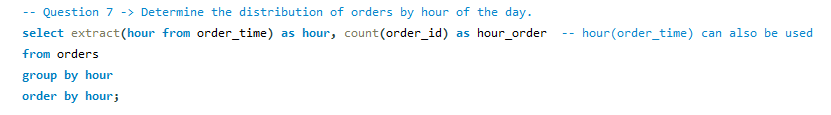 -- Question 7 -> Determine the distribution of orders by hour of the day.
select extract(hour from order_time) as hour, count(order_id) as hour_order  -- hour(order_time) can also be used
from orders
group by hour
order by hour;